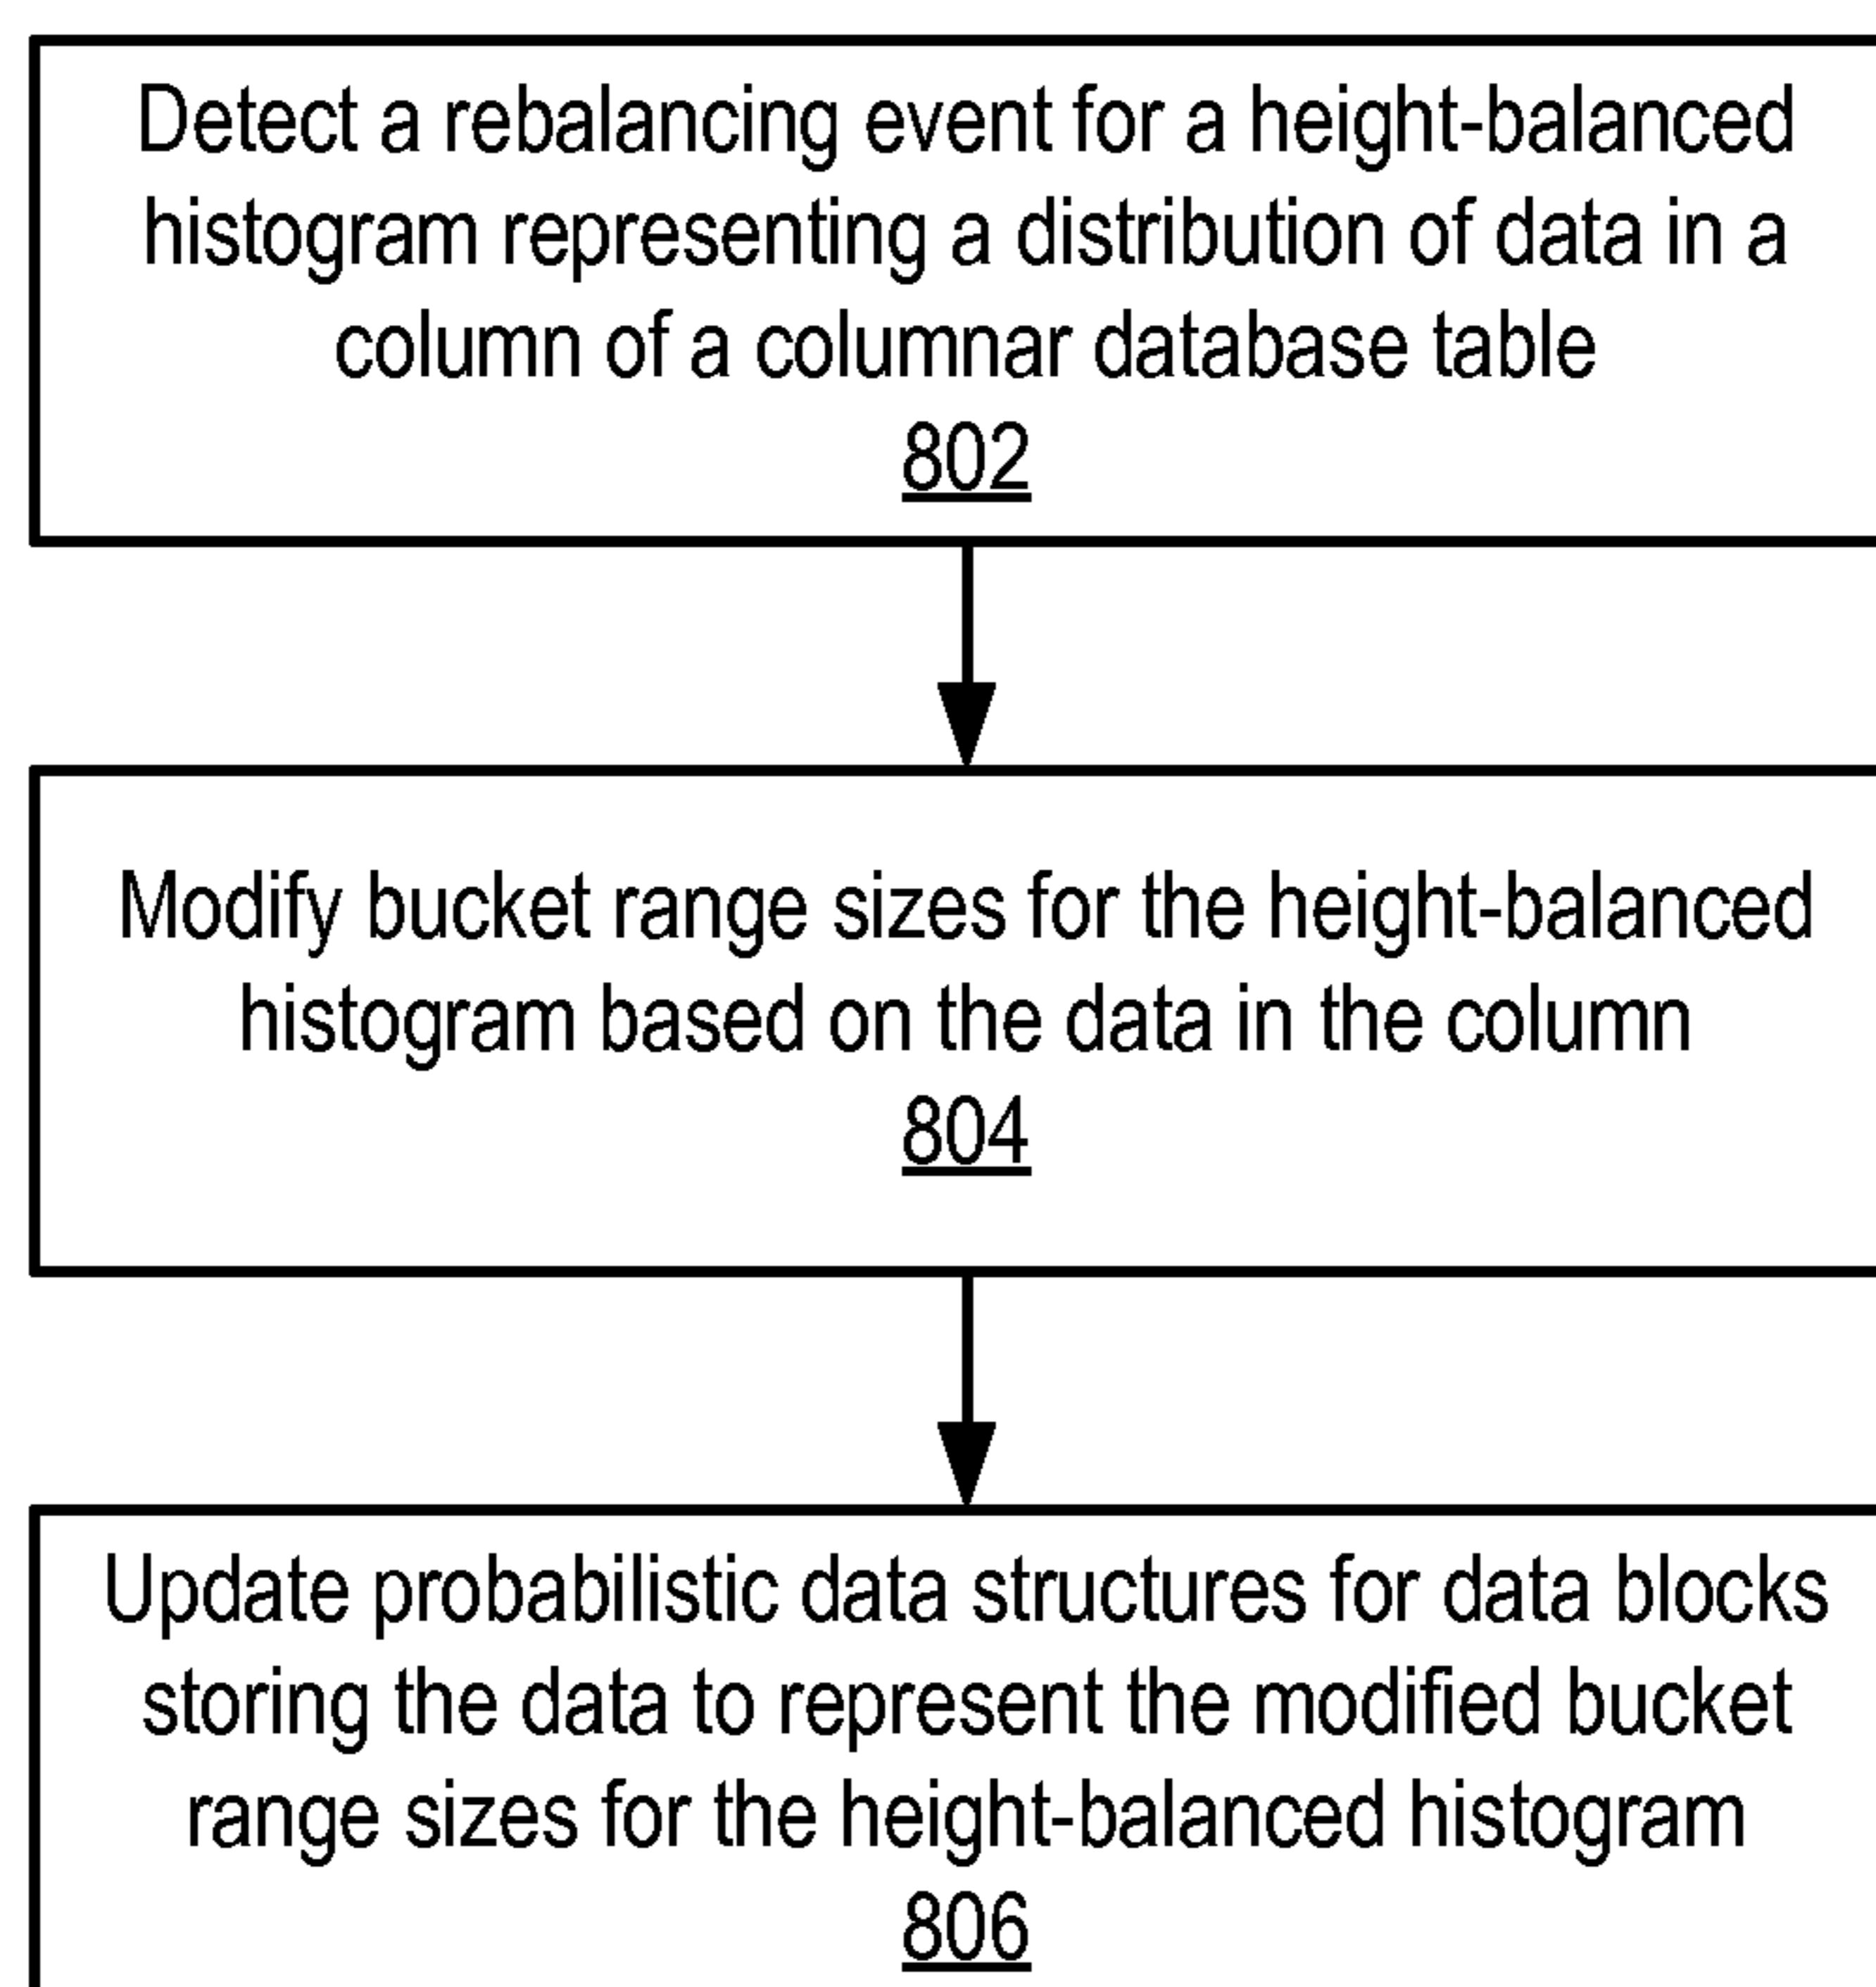 Detect a rebalancing event for a height-balanced
histogram representing a distribution of data in a
column of a columnar database table
802
Modify bucket range sizes for the height-balanced
histogram based on the data in the column
804
Update probabilistic data structures for data blocks
storing the data to represent the modified bucket
range sizes for the height-balanced histogram
806